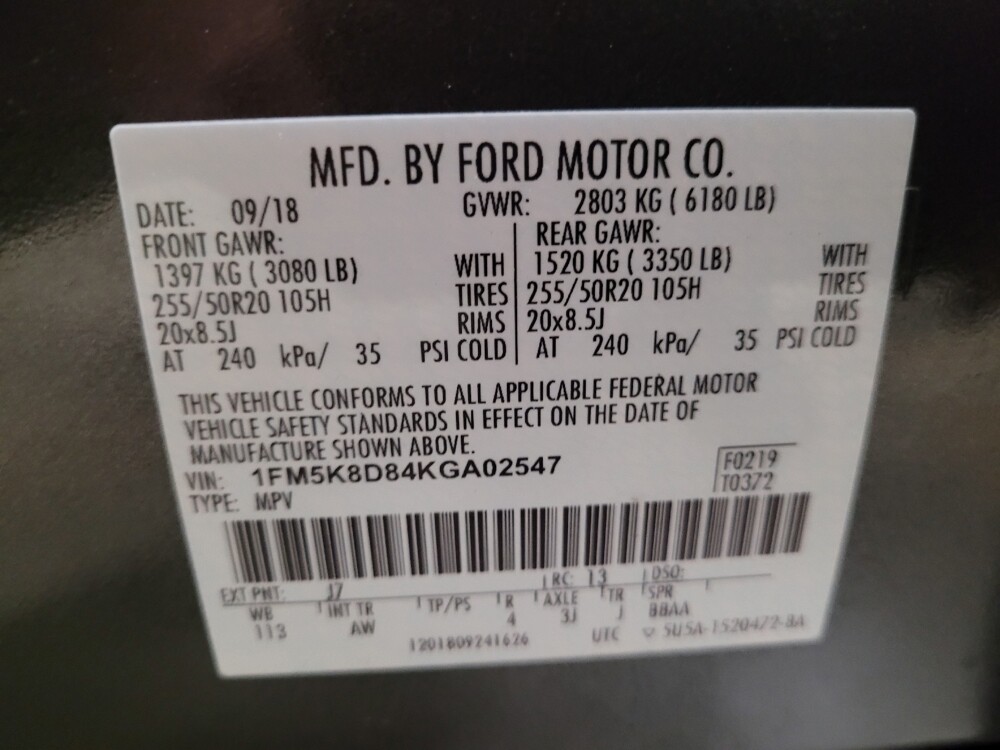 MFD. BY FORD MOTOR CO.
DATE: 09/18 GVWR: 2803 KG ( 6180 LB)
FRONT GAWR: REAR GAWR:
1397 KG ( 3080 LB) WITH 1520 KG ( 3350 LB) WITH
255/50R20 105H TIRES 255/50R20 105H TIRES
20x8.5J RIMS 20x8.5J RIMS
AT 240 kPa/ 35 PSI COLD AT 240 kPa/ 35 PSI COLD
THIS VEHICLE CONFORMS TO ALL APPLICABLE FEDERAL MOTOR
VEHICLE SAFETY STANDARDS IN EFFECT ON THE DATE OF
MANUFACTURE SHOWN ABOVE.
VIN: 1FM5K8D84KGA02547 F0219
TYPE: MPV T0372
EXT PNT: J7 RC: 13 DSO:
WB INT TR TP/PS R AXLE TR SPR
113 AW 4 3J J BBAA
1201809241626 UTC 5U5A-1520472-BA